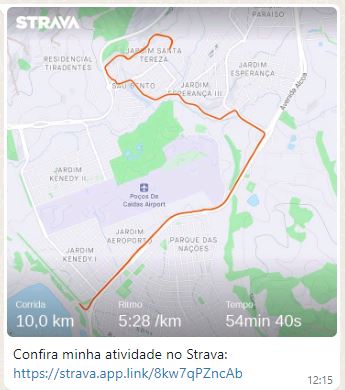 STRAVA
PARAÍSO
JARDIM SANTA
TEREZA
RESIDENCIAL
TIRADENTES
SÃO BENTO
JARDIM
ESPERANÇA III
JARDIM
ESPERANÇA
Avenida Alcoa
JARDIM
KENEDY II
Poços De
Caldas Airport
JARDIM
AEROPORTO
PARQUE DAS
NAÇÕES
JARDIM
KENEDY I
Corrida
10,0 km
Ritmo
5:28 /km
Tempo
54min 40s
Confira minha atividade no Strava:
https://strava.app.link/8kw7qPZncAb
12:15